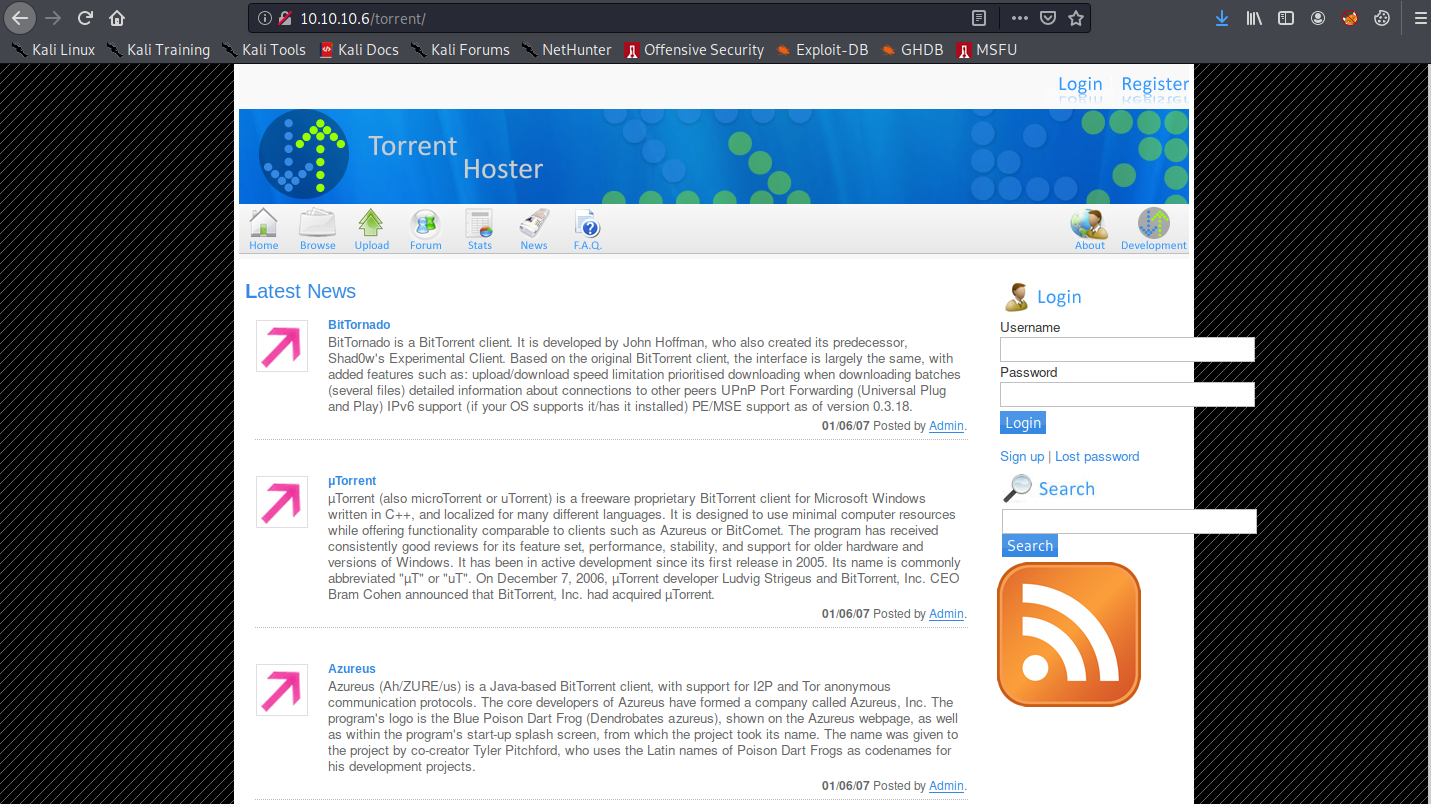 10.10.10.6/torrent/
Kali Linux Kali Training Kali Tools Kali Docs Kali Forums NetHunter Offensive Security Exploit-DB GHDB MSFU
Login Register
Torrent
Hoster
Home Browse Upload Forum Stats News F.A.Q. About Development
Latest News
BitTornado
BitTornado is a BitTorrent client. It is developed by John Hoffman, who also created its predecessor,
Shad0w's Experimental Client. Based on the original BitTorrent client, the interface is largely the same, with
added features such as: upload/download speed limitation prioritised downloading when downloading batches
(several files) detailed information about connections to other peers UPnP Port Forwarding (Universal Plug
and Play) IPv6 support (if your OS supports it/has it installed) PE/MSE support as of version 0.3.18.
01/06/07 Posted by Admin.
µTorrent
µTorrent (also microTorrent or uTorrent) is a freeware proprietary BitTorrent client for Microsoft Windows
written in C++, and localized for many different languages. It is designed to use minimal computer resources
while offering functionality comparable to clients such as Azureus or BitComet. The program has received
consistently good reviews for its feature set, performance, stability, and support for older hardware and
versions of Windows. It has been in active development since its first release in 2005. Its name is commonly
abbreviated "µT" or "uT". On December 7, 2006, µTorrent developer Ludvig Strigeus and BitTorrent, Inc. CEO
Bram Cohen announced that BitTorrent, Inc. had acquired µTorrent.
01/06/07 Posted by Admin.
Azureus
Azureus (Ah/ZURE/us) is a Java-based BitTorrent client, with support for I2P and Tor anonymous
communication protocols. The core developers of Azureus have formed a company called Azureus, Inc. The
program's logo is the Blue Poison Dart Frog (Dendrobates azureus), shown on the Azureus webpage, as well
as within the program's start-up splash screen, from which the project took its name. The name was given to
the project by co-creator Tyler Pitchford, who uses the Latin names of Poison Dart Frogs as codenames for
his development projects.
01/06/07 Posted by Admin.
Login
Username
Password
Login
Sign up | Lost password
Search
Search